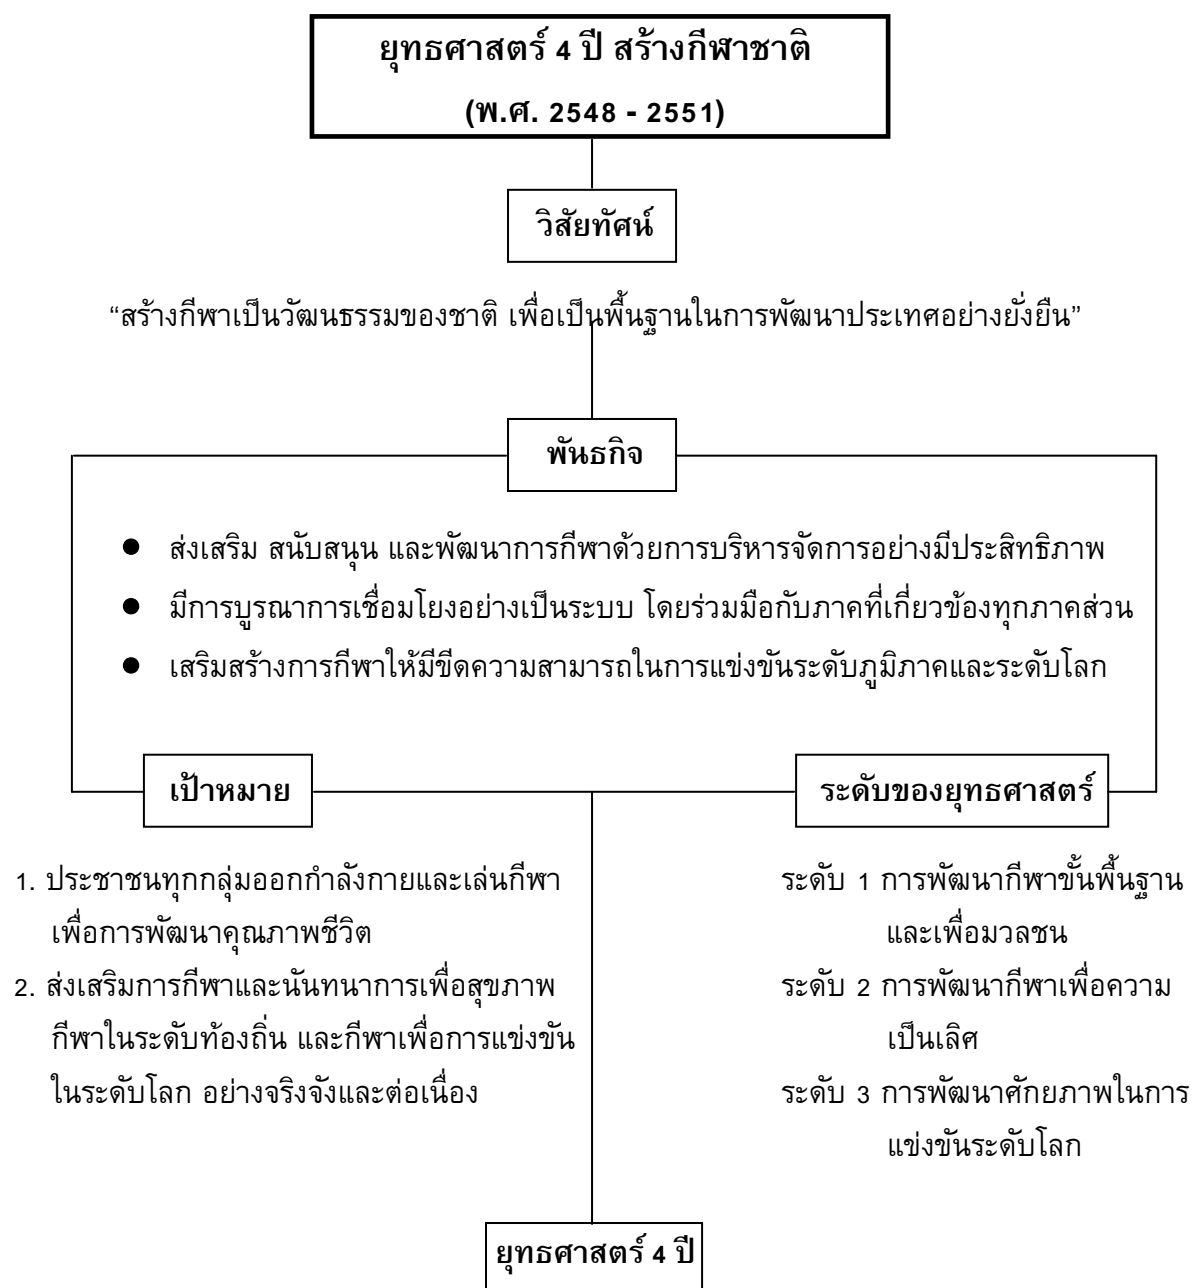 ยุทธศาสตร์ 4 ปี สร้างกีฬาชาติ
(พ.ศ. 2548 - 2551)
วิสัยทัศน์
“สร้างกีฬาเป็นวัฒนธรรมของชาติ เพื่อเป็นพื้นฐานในการพัฒนาประเทศอย่างยั่งยืน”
พันธกิจ
● ส่งเสริม สนับสนุน และพัฒนาการกีฬาด้วยการบริหารจัดการอย่างมีประสิทธิภาพ
● มีการบูรณาการเชื่อมโยงอย่างเป็นระบบ โดยร่วมมือกับภาคที่เกี่ยวข้องทุกภาคส่วน
● เสริมสร้างการกีฬาให้มีขีดความสามารถในการแข่งขันระดับภูมิภาคและระดับโลก
เป้าหมาย
1. ประชาชนทุกกลุ่มออกกำลังกายและเล่นกีฬา
เพื่อการพัฒนาคุณภาพชีวิต
2. ส่งเสริมการกีฬาและนันทนาการเพื่อสุขภาพ
กีฬาในระดับท้องถิ่น และกีฬาเพื่อการแข่งขัน
ในระดับโลก อย่างจริงจังและต่อเนื่อง
ระดับของยุทธศาสตร์
ระดับ 1 การพัฒนากีฬาขั้นพื้นฐาน
และเพื่อมวลชน
ระดับ 2 การพัฒนากีฬาเพื่อความ
เป็นเลิศ
ระดับ 3 การพัฒนาศักยภาพในการ
แข่งขันระดับโลก
ยุทธศาสตร์ 4 ปี